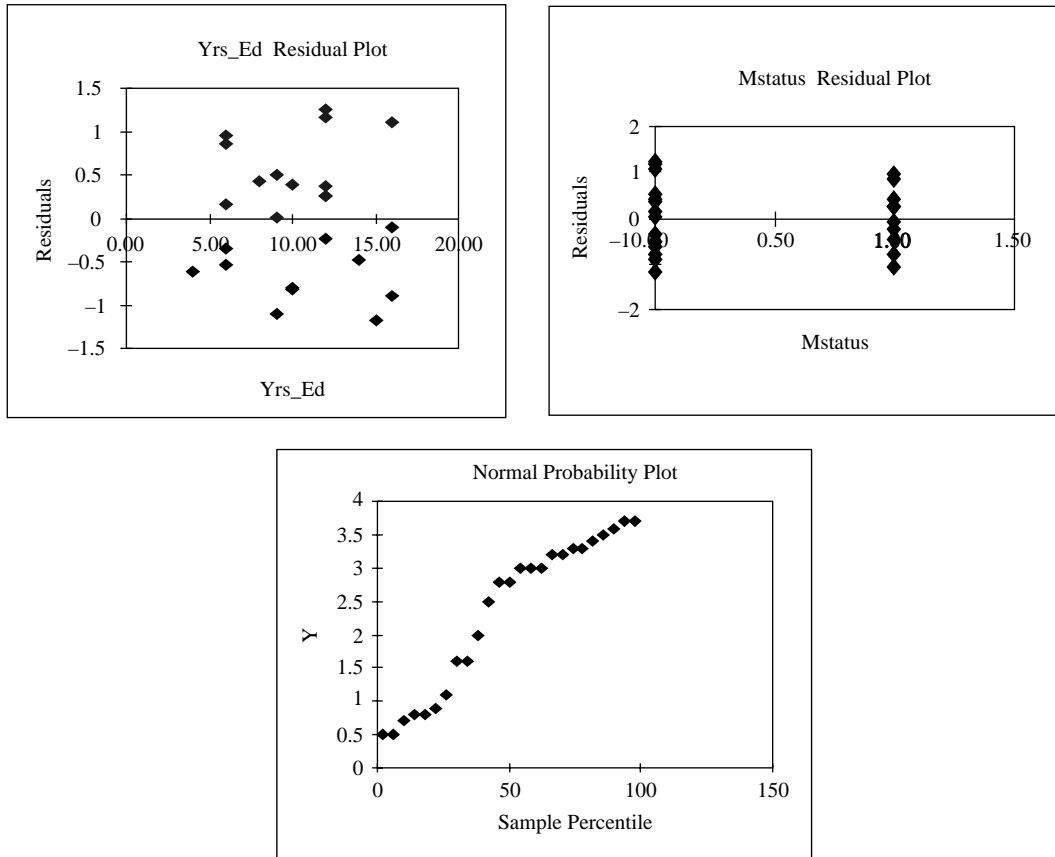 Yrs_Ed Residual Plot
1.5
1
0.5
0
–0.5
–1
–1.5
Residuals
0.00 5.00 10.00 15.00 20.00
Yrs_Ed
Mstatus Residual Plot
2
1
0
–2
Residuals
0.50 1.50
Mstatus
Normal Probability Plot
4
3.5
3
2.5
2
1.5
1
0.5
0
Y
0 50 100 150
Sample Percentile